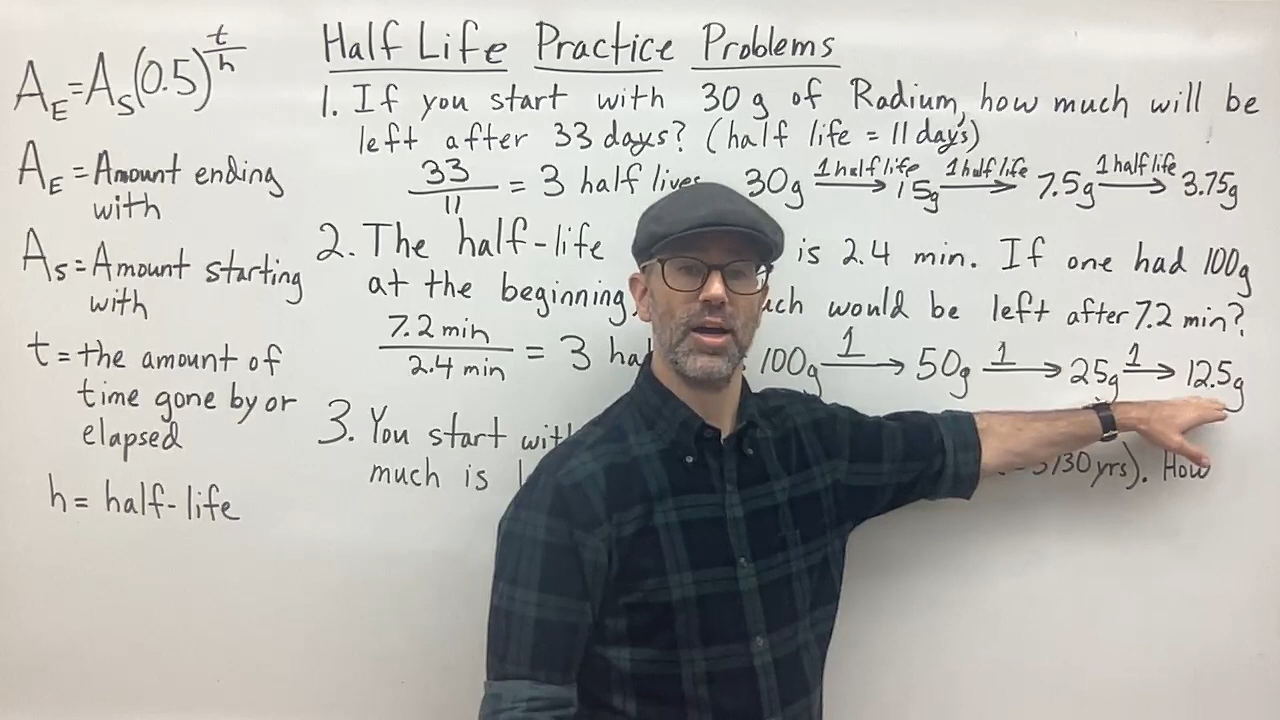 A_E = A_S(0.5)^(t/h)
A_E = Amount ending
with
A_S = Amount starting
with
t = the amount of
time gone by or
elapsed
h = half-life
Half Life Practice Problems
1. If you start with 30 g of Radium, how much will be
left after 33 days? (half life = 11 days)
33/11 = 3 half lives 30g 1 half life → 15g 1 half life → 7.5g 1 half life → 3.75g
2. The half-life is 2.4 min. If one had 100g
at the beginning, would be left after 7.2 min?
7.2 min/2.4 min = 3 100g 1 → 50g 1 → 25g 1 → 12.5g
3. You start
much is yrs). How